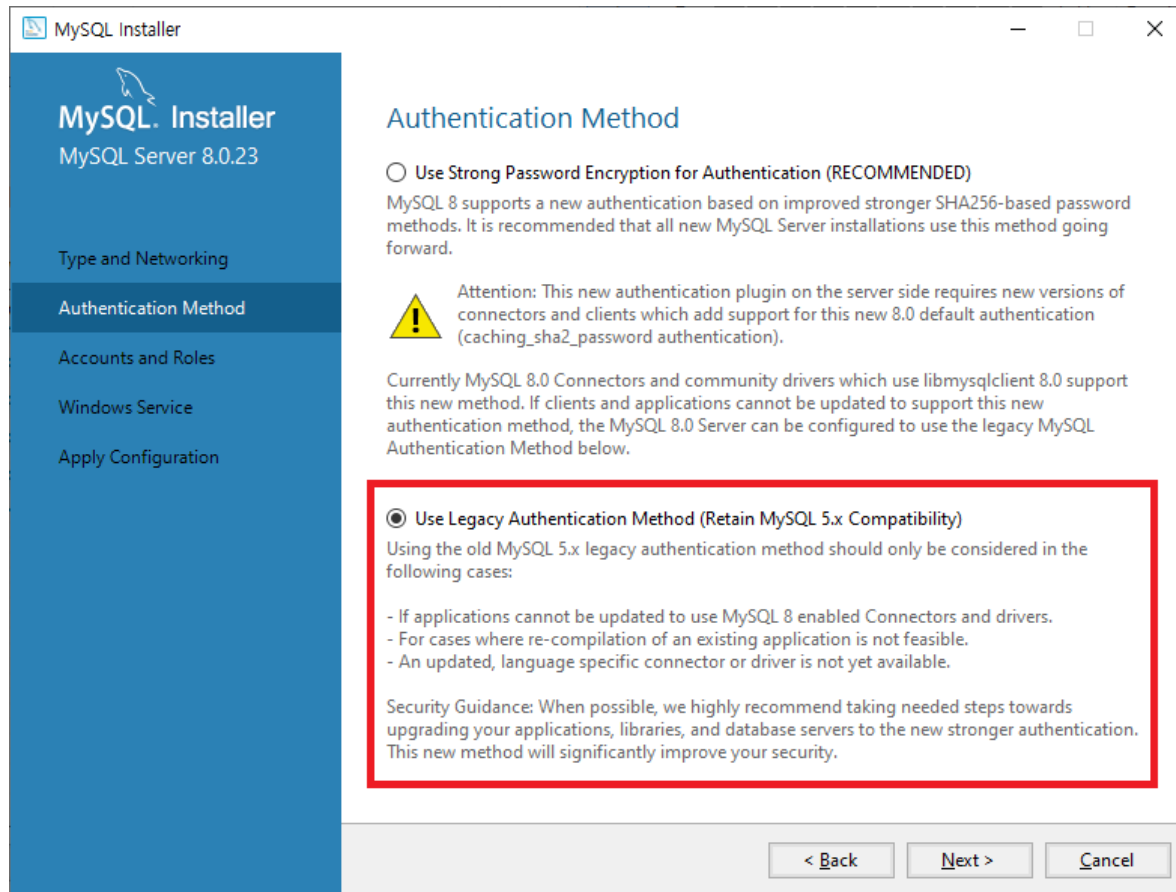 MySQL Installer
MySQL. Installer
MySQL Server 8.0.23
Type and Networking
Authentication Method
Accounts and Roles
Windows Service
Apply Configuration
Authentication Method
Use Strong Password Encryption for Authentication (RECOMMENDED)
MySQL 8 supports a new authentication based on improved stronger SHA256-based password
methods. It is recommended that all new MySQL Server installations use this method going
forward.
Attention: This new authentication plugin on the server side requires new versions of
connectors and clients which add support for this new 8.0 default authentication
(caching_sha2_password authentication).
Currently MySQL 8.0 Connectors and community drivers which use libmysqlclient 8.0 support
this new method. If clients and applications cannot be updated to support this new
authentication method, the MySQL 8.0 Server can be configured to use the legacy MySQL
Authentication Method below.
Use Legacy Authentication Method (Retain MySQL 5.x Compatibility)
Using the old MySQL 5.x legacy authentication method should only be considered in the
following cases:
- If applications cannot be updated to use MySQL 8 enabled Connectors and drivers.
- For cases where re-compilation of an existing application is not feasible.
- An updated, language specific connector or driver is not yet available.
Security Guidance: When possible, we highly recommend taking needed steps towards
upgrading your applications, libraries, and database servers to the new stronger authentication.
This new method will significantly improve your security.
< Back
Next >
Cancel